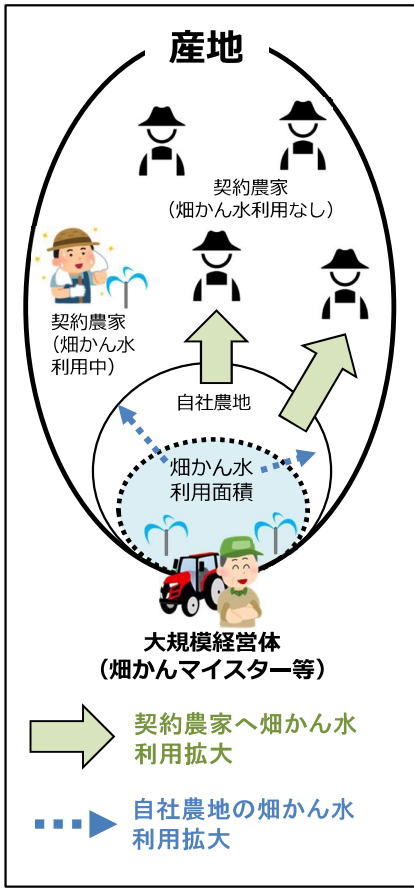 産地
契約農家
（畑かん水利用なし）
契約農家
（畑かん水
利用中）
自社農地
畑かん水
利用面積
大規模経営体
（畑かんマイスター等）
契約農家へ畑かん水
利用拡大
自社農地の畑かん水
利用拡大